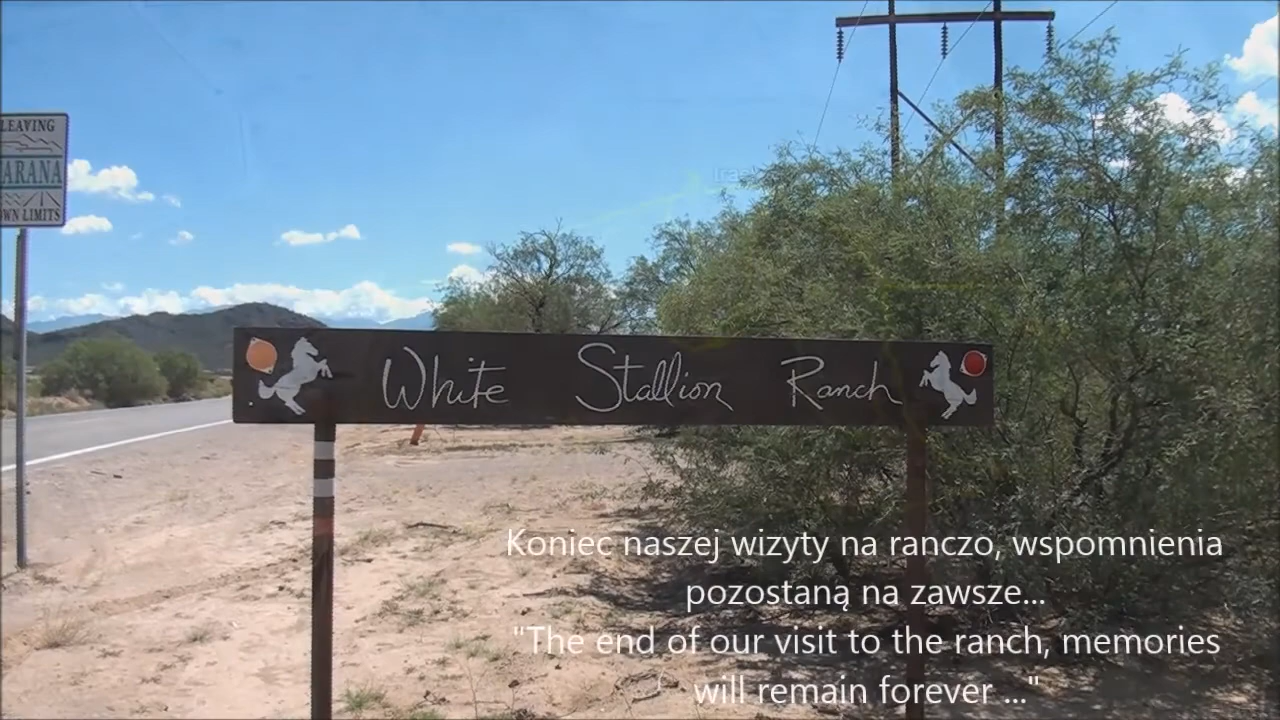 LEAVING
ARANA
OWN LIMITS
White Stallion Ranch
Koniec naszej wizyty na ranczo, wspomnienia
pozostaną na zawsze...
"The end of our visit to the ranch, memories
will remain forever ..."